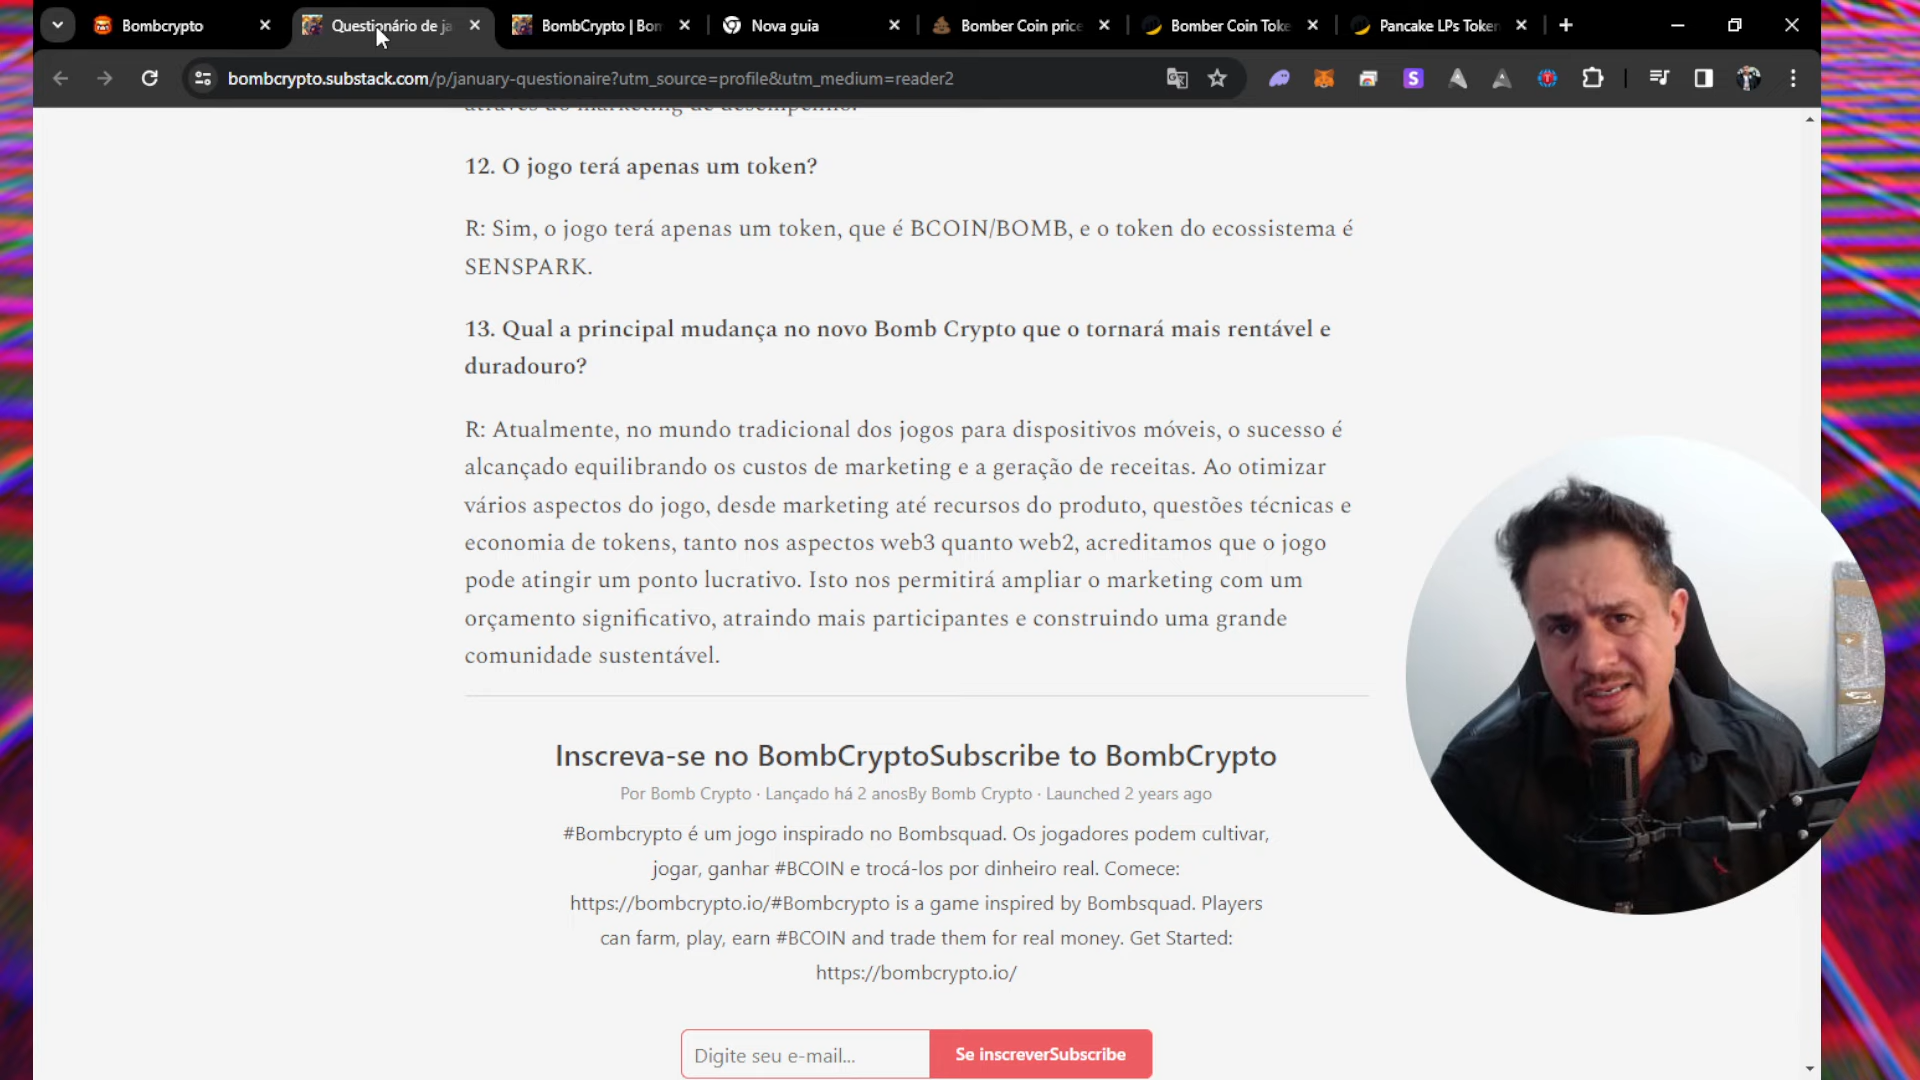 Bombcrypto
Questionário de ja
BombCrypto | Bom
Nova guia
Bomber Coin price
Bomber Coin Toke
Pancake LPs Token
bombcrypto.substack.com/p/january-questionaire?utm_source=profile&utm_medium=reader2
através do marketing de desempenho.
12. O jogo terá apenas um token?
R: Sim, o jogo terá apenas um token, que é BCOIN/BOMB, e o token do ecossistema é
SENSPARK.
13. Qual a principal mudança no novo Bomb Crypto que o tornará mais rentável e
duradouro?
R: Atualmente, no mundo tradicional dos jogos para dispositivos móveis, o sucesso é
alcançado equilibrando os custos de marketing e a geração de receitas. Ao otimizar
vários aspectos do jogo, desde marketing até recursos do produto, questões técnicas e
economia de tokens, tanto nos aspectos web3 quanto web2, acreditamos que o jogo
pode atingir um ponto lucrativo. Isto nos permitirá ampliar o marketing com um
orçamento significativo, atraindo mais participantes e construindo uma grande
comunidade sustentável.
Inscreva-se no BombCryptoSubscribe to BombCrypto
Por Bomb Crypto · Lançado há 2 anosBy Bomb Crypto · Launched 2 years ago
#Bombcrypto é um jogo inspirado no Bombsquad. Os jogadores podem cultivar,
jogar, ganhar #BCOIN e trocá-los por dinheiro real. Comece:
https://bombcrypto.io/#Bombcrypto is a game inspired by Bombsquad. Players
can farm, play, earn #BCOIN and trade them for real money. Get Started:
https://bombcrypto.io/
Digite seu e-mail...
Se inscreverSubscribe